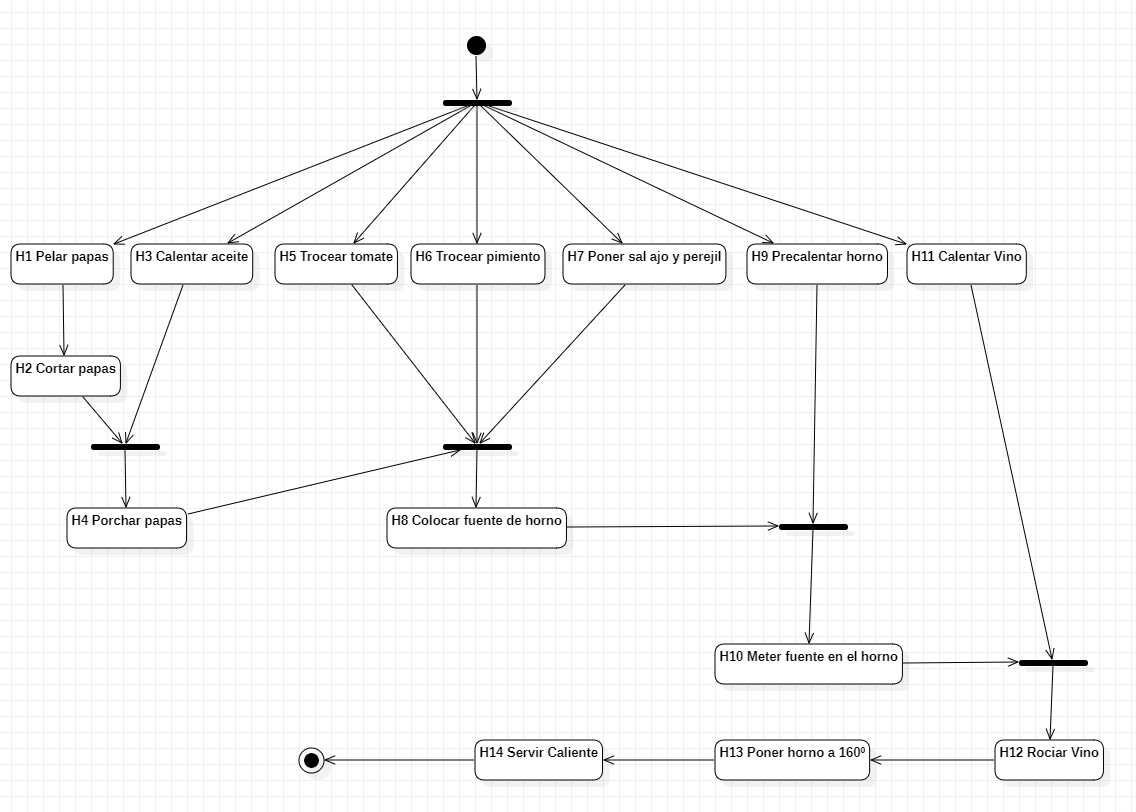 H1 Pelar papas
H3 Calentar aceite
H5 Trocear tomate
H6 Trocear pimiento
H7 Poner sal ajo y perejil
H9 Precalentar horno
H11 Calentar Vino
H2 Cortar papas
H4 Porchar papas
H8 Colocar fuente de horno
H10 Meter fuente en el horno
H14 Servir Caliente
H13 Poner horno a 160º
H12 Rociar Vino